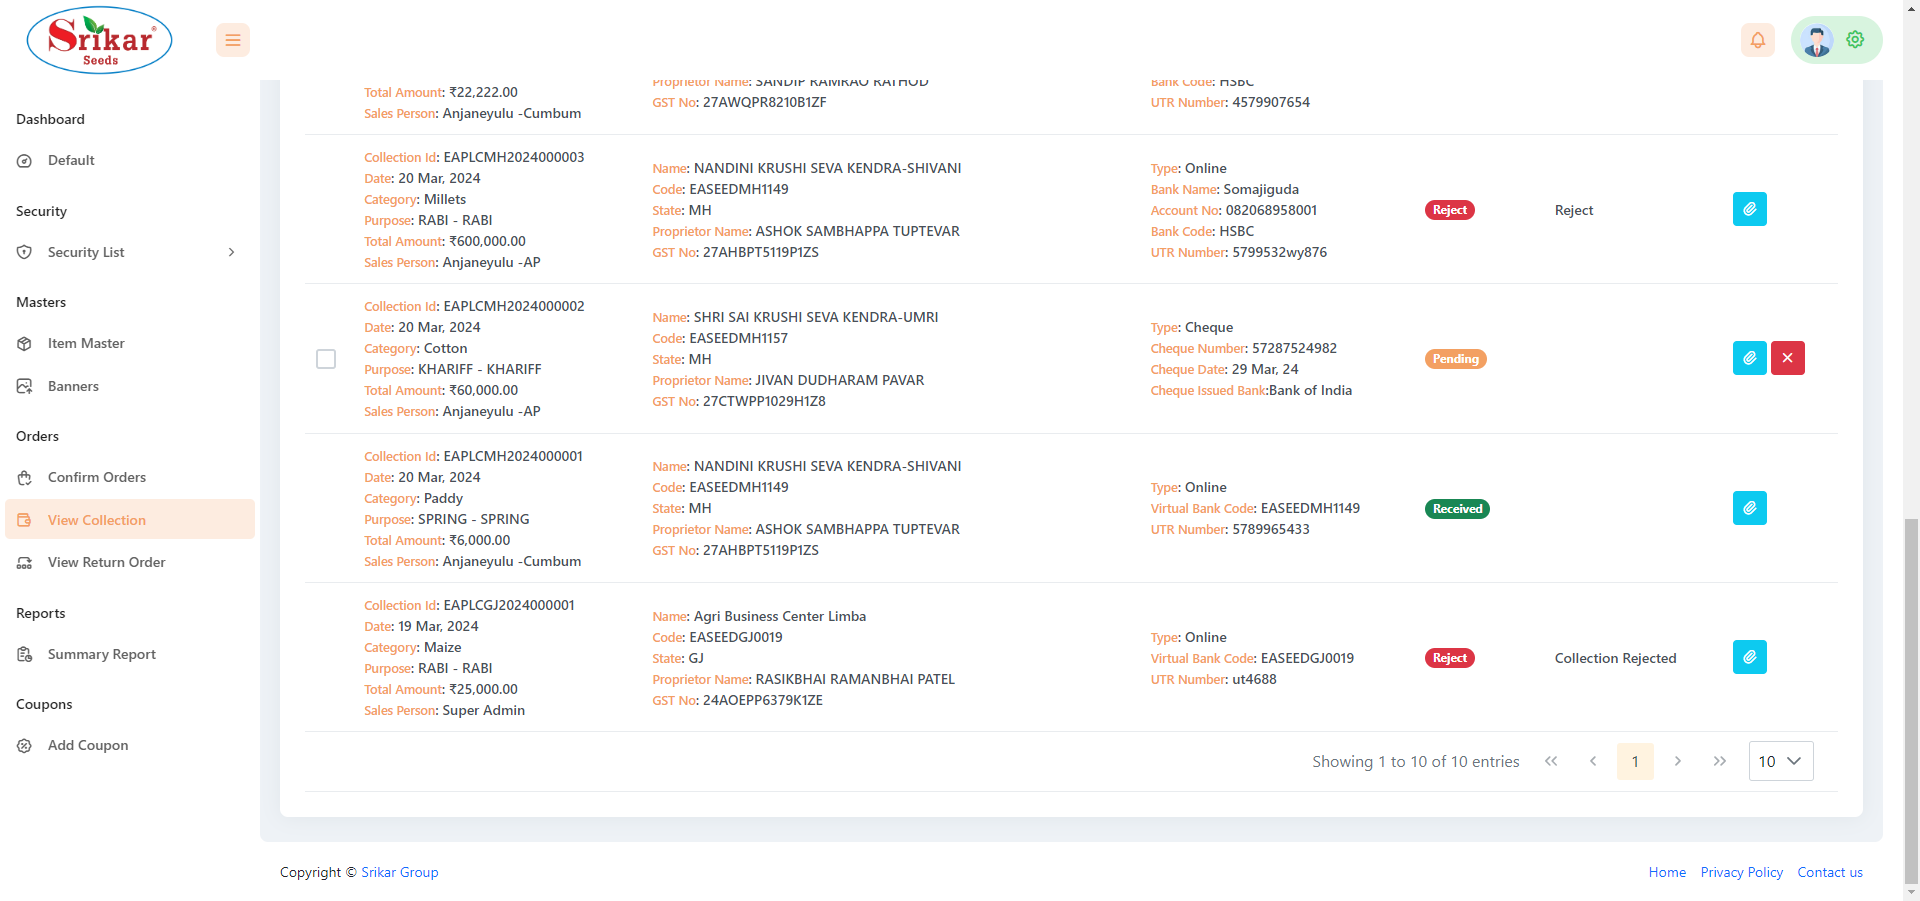 Srikar®
Seeds
Dashboard
Default
Security
Security List
Masters
Item Master
Banners
Orders
Confirm Orders
View Collection
View Return Order
Reports
Summary Report
Coupons
Add Coupon
Total Amount: ₹22,222.00
Sales Person: Anjaneyulu -Cumbum
Proprietor Name: SANDIP RAMRAO RATHOD
GST No: 27AWQPR8210B1ZF
Bank Code: HSBC
UTR Number: 4579907654
Collection Id: EAPLCMH2024000003
Date: 20 Mar, 2024
Category: Millets
Purpose: RABI - RABI
Total Amount: ₹600,000.00
Sales Person: Anjaneyulu -AP
Name: NANDINI KRUSHI SEVA KENDRA-SHIVANI
Code: EASEEDMH1149
State: MH
Proprietor Name: ASHOK SAMBHAPPA TUPTEVAR
GST No: 27AHBPT5119P1ZS
Type: Online
Bank Name: Somajiguda
Account No: 082068958001
Bank Code: HSBC
UTR Number: 5799532wy876
Reject
Reject
Collection Id: EAPLCMH2024000002
Date: 20 Mar, 2024
Category: Cotton
Purpose: KHARIFF - KHARIFF
Total Amount: ₹60,000.00
Sales Person: Anjaneyulu -AP
Name: SHRI SAI KRUSHI SEVA KENDRA-UMRI
Code: EASEEDMH1157
State: MH
Proprietor Name: JIVAN DUDHARAM PAVAR
GST No: 27CTWPP1029H1Z8
Type: Cheque
Cheque Number: 57287524982
Cheque Date: 29 Mar, 24
Cheque Issued Bank:Bank of India
Pending
Collection Id: EAPLCMH2024000001
Date: 20 Mar, 2024
Category: Paddy
Purpose: SPRING - SPRING
Total Amount: ₹6,000.00
Sales Person: Anjaneyulu -Cumbum
Name: NANDINI KRUSHI SEVA KENDRA-SHIVANI
Code: EASEEDMH1149
State: MH
Proprietor Name: ASHOK SAMBHAPPA TUPTEVAR
GST No: 27AHBPT5119P1ZS
Type: Online
Virtual Bank Code: EASEEDMH1149
UTR Number: 5789965433
Received
Collection Id: EAPLCGJ2024000001
Date: 19 Mar, 2024
Category: Maize
Purpose: RABI - RABI
Total Amount: ₹25,000.00
Sales Person: Super Admin
Name: Agri Business Center Limba
Code: EASEEDGJ0019
State: GJ
Proprietor Name: RASIKBHAI RAMANBHAI PATEL
GST No: 24AOEPP6379K1ZE
Type: Online
Virtual Bank Code: EASEEDGJ0019
UTR Number: ut4688
Reject
Collection Rejected
Showing 1 to 10 of 10 entries
1
10
Copyright © Srikar Group
Home Privacy Policy Contact us